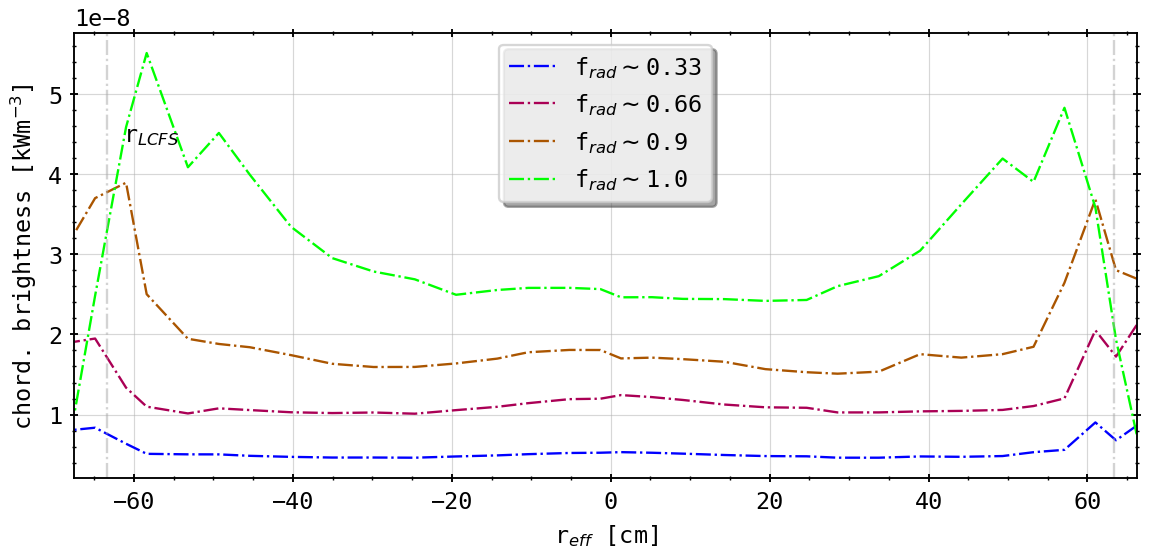 1e−8
chord. brightness [kWm⁻³]
5
4
3
2
1
r_LCFS
f_rad ∼ 0.33
f_rad ∼ 0.66
f_rad ∼ 0.9
f_rad ∼ 1.0
−60 −40 −20 0 20 40 60
r_eff [cm]